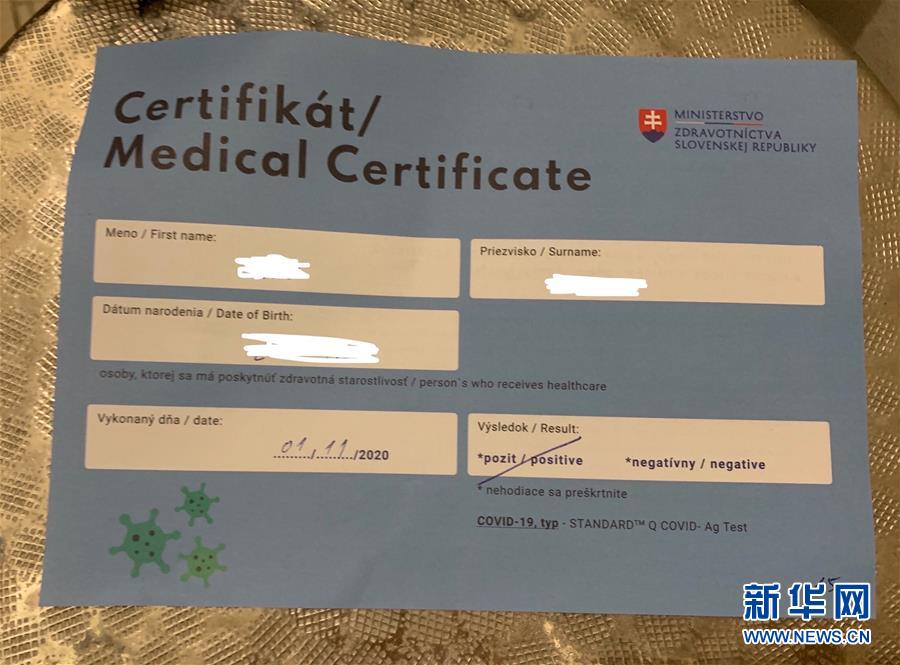 Certifikát/
Medical Certificate
MINISTERSTVO
ZDRAVOTNÍCTVA
SLOVENSKEJ REPUBLIKY
Meno / First name:
Priezvisko / Surname:
Dátum narodenia / Date of Birth:
osoby, ktorej sa má poskytnúť zdravotná starostlivosť / person`s who receives healthcare
Vykonaný dňa / date:
01/11/2020
Výsledok / Result:
*pozit / positive *negatívny / negative
* nehodiace sa preškrtnite
COVID-19, typ - STANDARD™ Q COVID- Ag Test
新华网
WWW.NEWS.CN